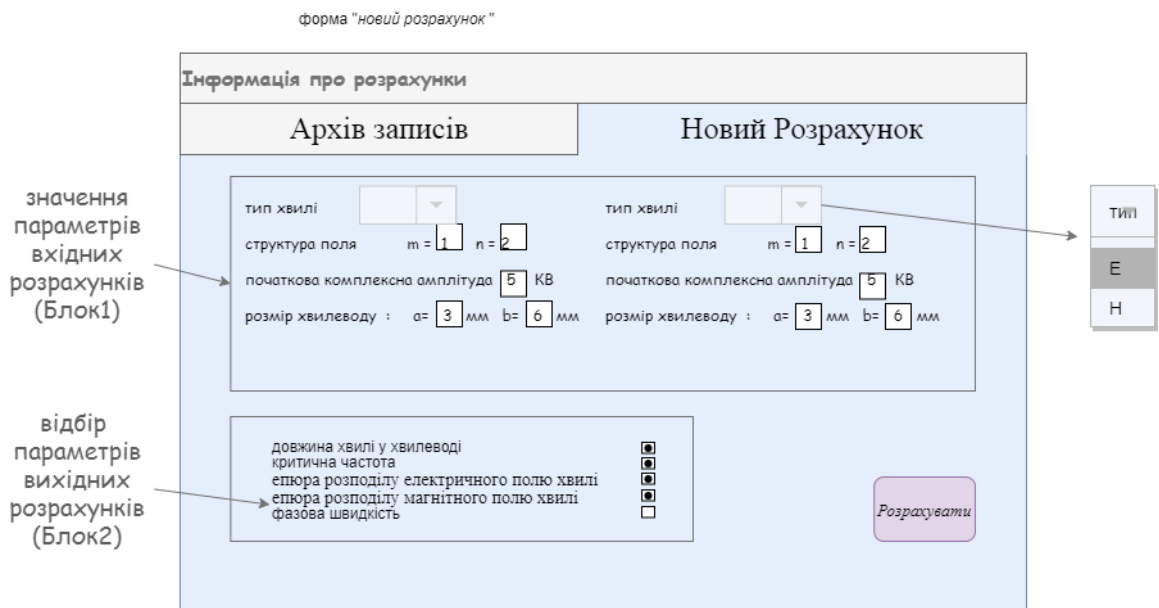 форма "новий розрахунок "
Інформація про розрахунки
Архів записів
Новий Розрахунок
значення
параметрів
вхідних
розрахунків
(Блок1)
тип хвилі
структура поля m = 1 n = 2
початкова комплексна амплітуда 5 КВ
розмір хвилеводу : a= 3 мм b= 6 мм
тип хвилі
структура поля m = 1 n = 2
початкова комплексна амплітуда 5 КВ
розмір хвилеводу : a= 3 мм b= 6 мм
тип
E
H
відбір
параметрів
вихідних
розрахунків
(Блок2)
довжина хвилі у хвилеводі
критична частота
епюра розподілу електричного полю хвилі
епюра розподілу магнітного полю хвилі
фазова швидкість
Розрахувати